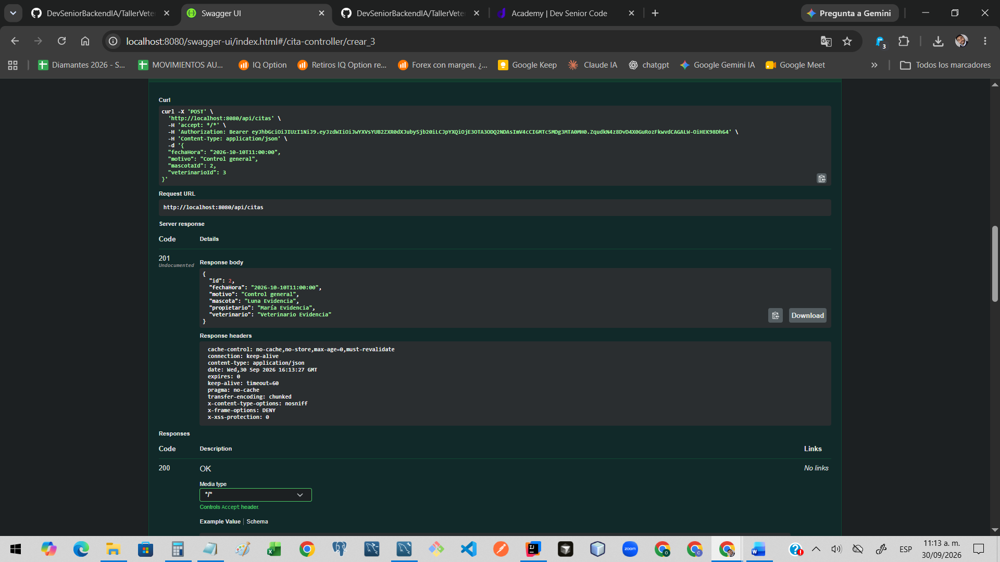 DevSeniorBackendIA/TallerVeter
Swagger UI
DevSeniorBackendIA/TallerVete
Academy | Dev Senior Code
Pregunta a Gemini
localhost:8080/swagger-ui/index.html#/cita-controller/crear_3
3
Diamantes 2026 - S...
MOVIMIENTOS AU...
IQ Option
Retiros IQ Option re...
Forex con margen. ¿...
Google Keep
Claude IA
chatgpt
Google Gemini IA
Google Meet
Todos los marcadores
Curl
curl -X 'POST' \
'http://localhost:8080/api/citas' \
-H 'accept: */*' \
-H 'Authorization: Bearer eyJhbGciOiJIUzI1NiJ9.eyJzdWIiOiJwYXVsYUB2ZXR0dXJuby5jb20iLCJpYXQiOjE3OTA3ODQ2NDAsImV4cCI6MTc5MDg3MTA0MH0.ZqudkN4z8DvD4X0GuRozFkwvdCAGALW-OiHEK98Dh64' \
-H 'Content-Type: application/json' \
-d '{
"fechaHora": "2026-10-10T11:00:00",
"motivo": "Control general",
"mascotaId": 2,
"veterinarioId": 3
}'
Request URL
http://localhost:8080/api/citas
Server response
Code Details
201
Undocumented
Response body
{
"id": 2,
"fechaHora": "2026-10-10T11:00:00",
"motivo": "Control general",
"mascota": "Luna Evidencia",
"propietario": "María Evidencia",
"veterinario": "Veterinario Evidencia"
}
Download
Response headers
cache-control: no-cache,no-store,max-age=0,must-revalidate
connection: keep-alive
content-type: application/json
date: Wed,30 Sep 2026 16:13:27 GMT
expires: 0
keep-alive: timeout=60
pragma: no-cache
transfer-encoding: chunked
x-content-type-options: nosniff
x-frame-options: DENY
x-xss-protection: 0
Responses
Code Description Links
200 OK No links
Media type
*/*
Controls Accept header.
Example Value | Schema
zoom
ESP
11:13 a. m.
30/09/2026